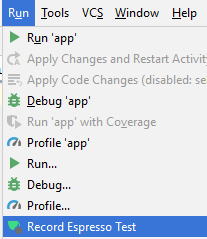 Run Tools VCS Window Help
Run 'app'
Apply Changes and Restart Activity
Apply Code Changes (disabled: se
Debug 'app'
Run 'app' with Coverage
Profile 'app'
Run...
Debug...
Profile...
Record Espresso Test